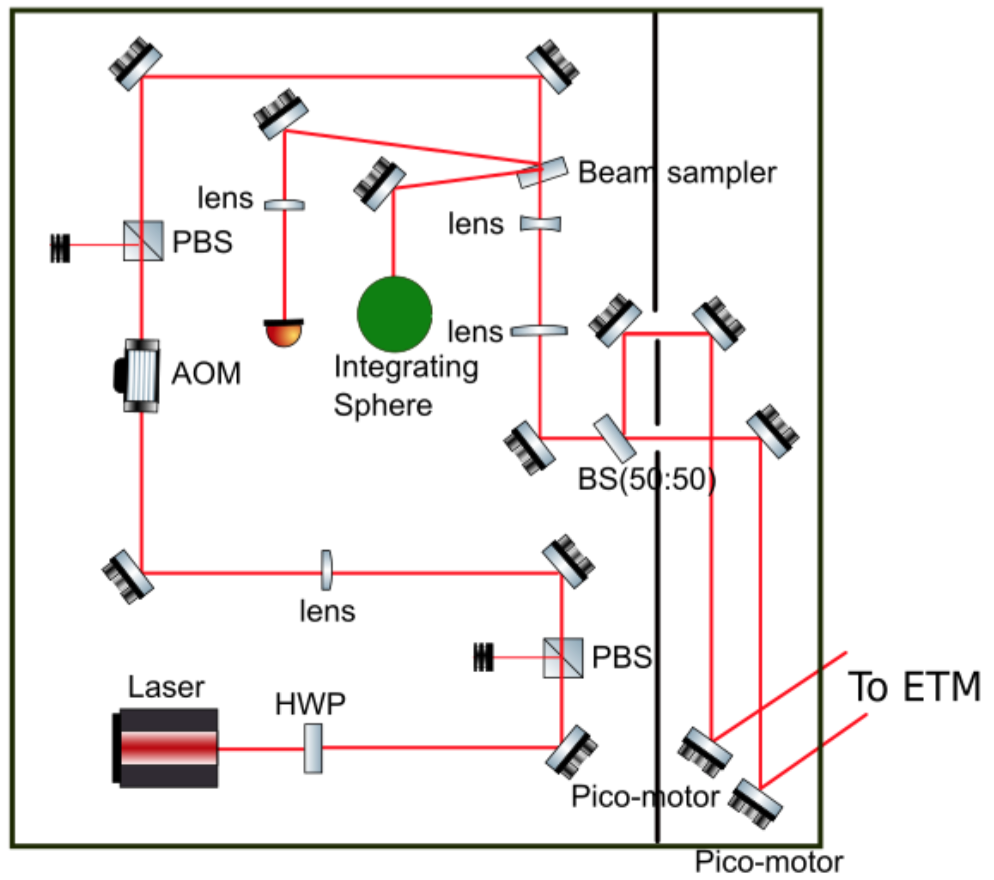 Beam sampler
lens
lens
PBS
lens
AOM
Integrating
Sphere
BS(50:50)
lens
PBS
Laser
HWP
To ETM
Pico-motor
Pico-motor